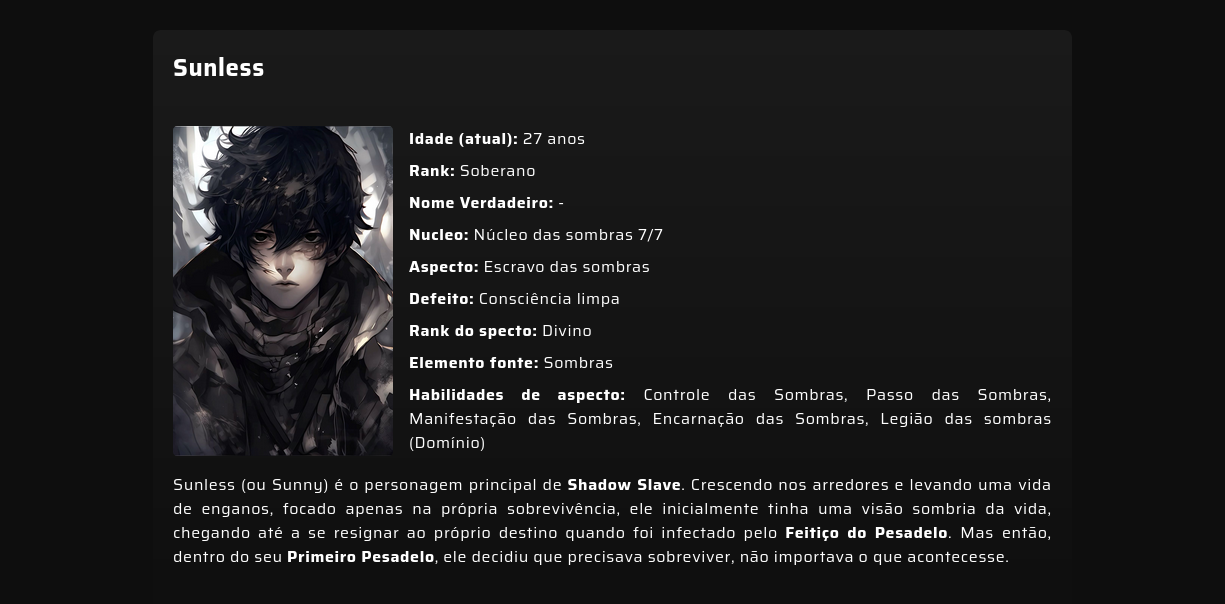 Sunless
Idade (atual): 27 anos
Rank: Soberano
Nome Verdadeiro: -
Nucleo: Núcleo das sombras 7/7
Aspecto: Escravo das sombras
Defeito: Consciência limpa
Rank do specto: Divino
Elemento fonte: Sombras
Habilidades de aspecto: Controle das Sombras, Passo das Sombras,
Manifestação das Sombras, Encarnação das Sombras, Legião das sombras
(Domínio)
Sunless (ou Sunny) é o personagem principal de Shadow Slave. Crescendo nos arredores e levando uma vida
de enganos, focado apenas na própria sobrevivência, ele inicialmente tinha uma visão sombria da vida,
chegando até a se resignar ao próprio destino quando foi infectado pelo Feitiço do Pesadelo. Mas então,
dentro do seu Primeiro Pesadelo, ele decidiu que precisava sobreviver, não importava o que acontecesse.